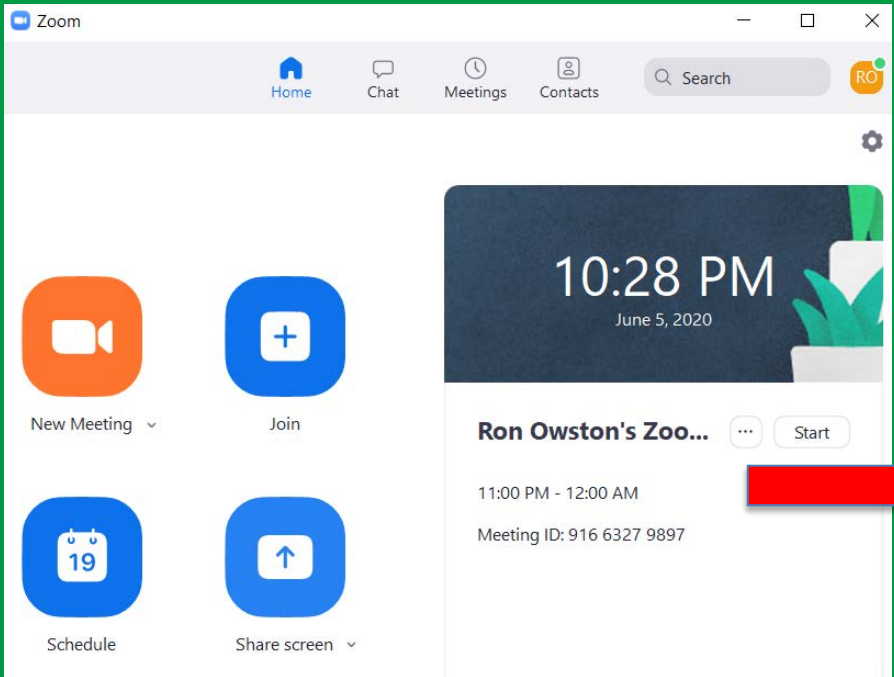 Zoom
Home
Chat
Meetings
Contacts
Search
RO
10:28 PM
June 5, 2020
New Meeting
Join
Ron Owston's Zoo...
Start
11:00 PM - 12:00 AM
Meeting ID: 916 6327 9897
19
Schedule
Share screen